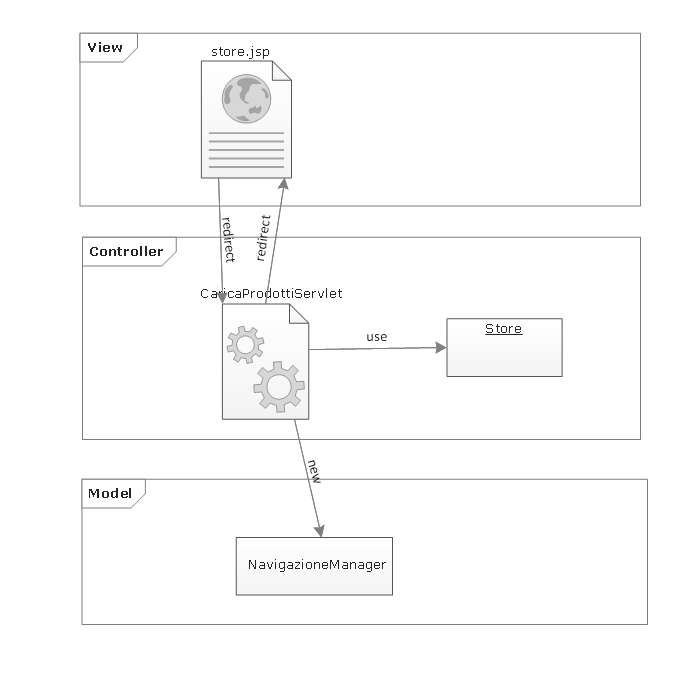 View
store.jsp
redirect
redirect
Controller
CaricaProdottiServlet
use
Store
new
Model
NavigazioneManager